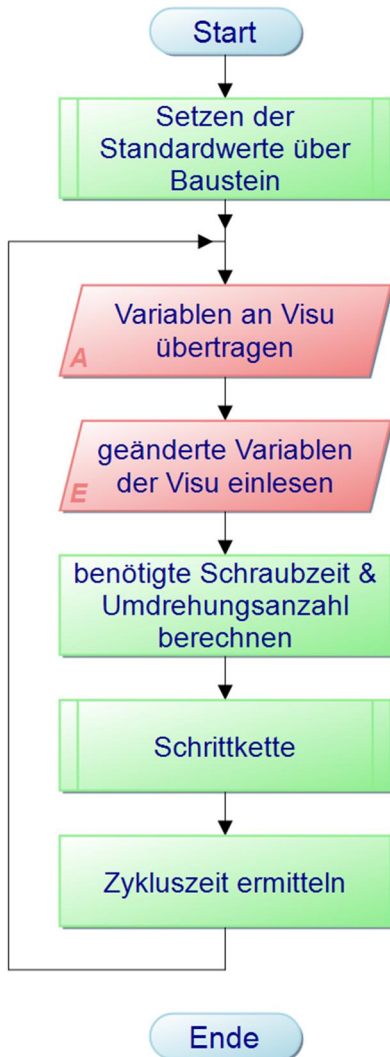 Start
Setzen der
Standardwerte über
Baustein
Variablen an Visu
übertragen
A
geänderte Variablen
der Visu einlesen
E
benötigte Schraubzeit &
Umdrehungsanzahl
berechnen
Schrittkette
Zykluszeit ermitteln
Ende